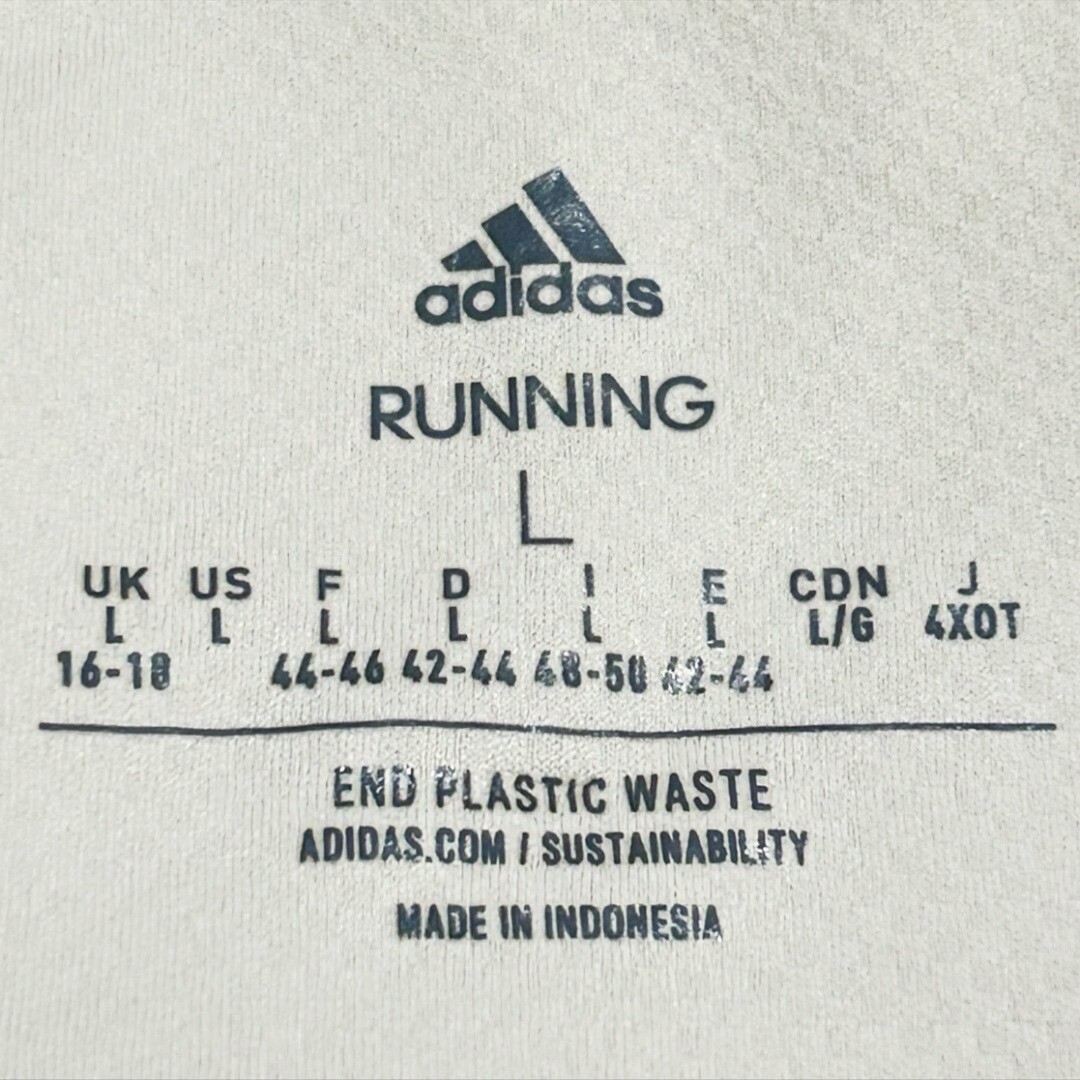 adidas
RUNNING
L
UK US F D I E CDN J
L L L L L L L/G 4XOT
16-18 44-46 42-44 48-50 42-44
END PLASTIC WASTE
ADIDAS.COM / SUSTAINABILITY
MADE IN INDONESIA